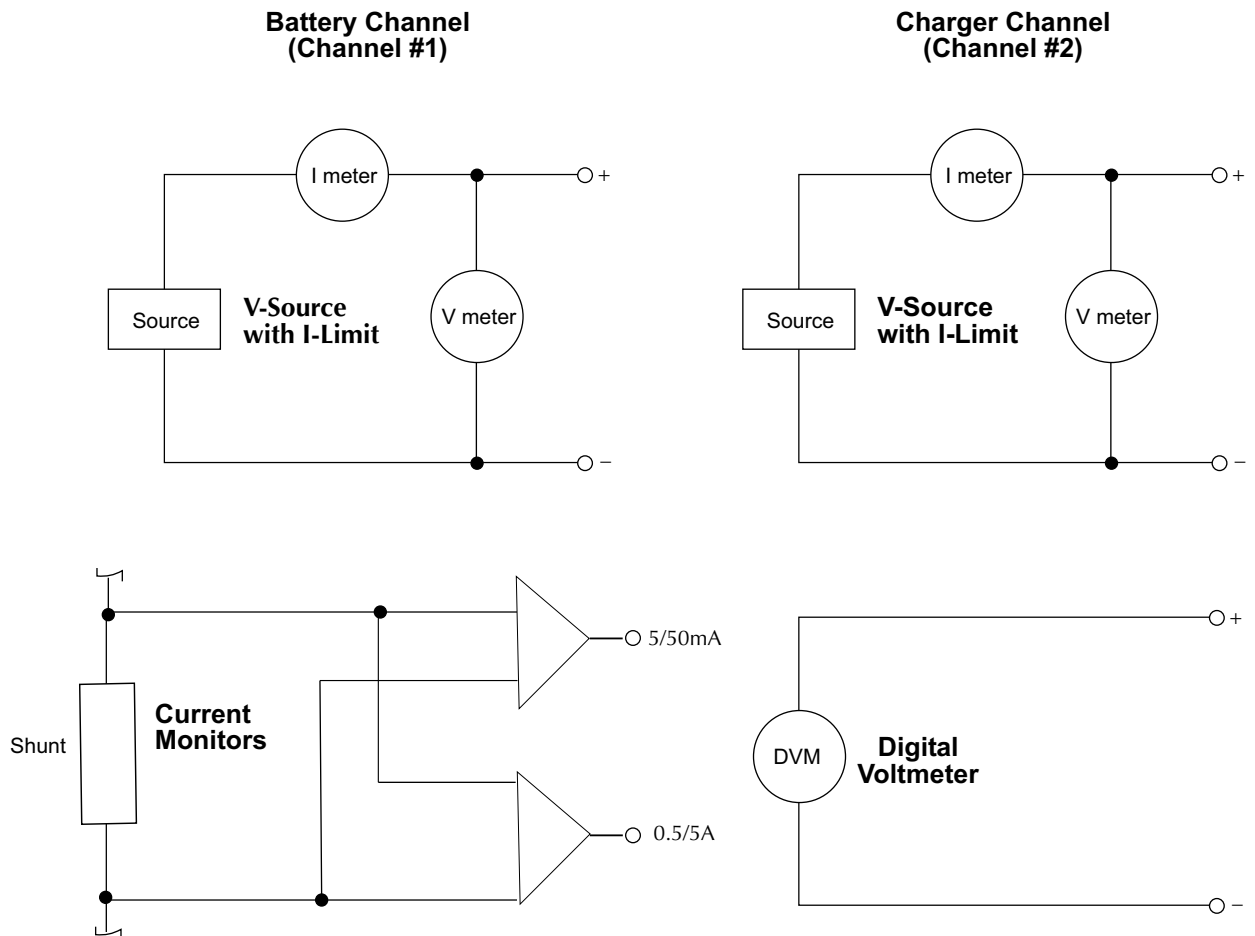 Battery Channel
(Channel #1)
Charger Channel
(Channel #2)
I meter
+
Source
V-Source
with I-Limit
V meter
−
I meter
+
Source
V-Source
with I-Limit
V meter
−
Shunt
Current
Monitors
5/50mA
0.5/5A
+
DVM
Digital
Voltmeter
−